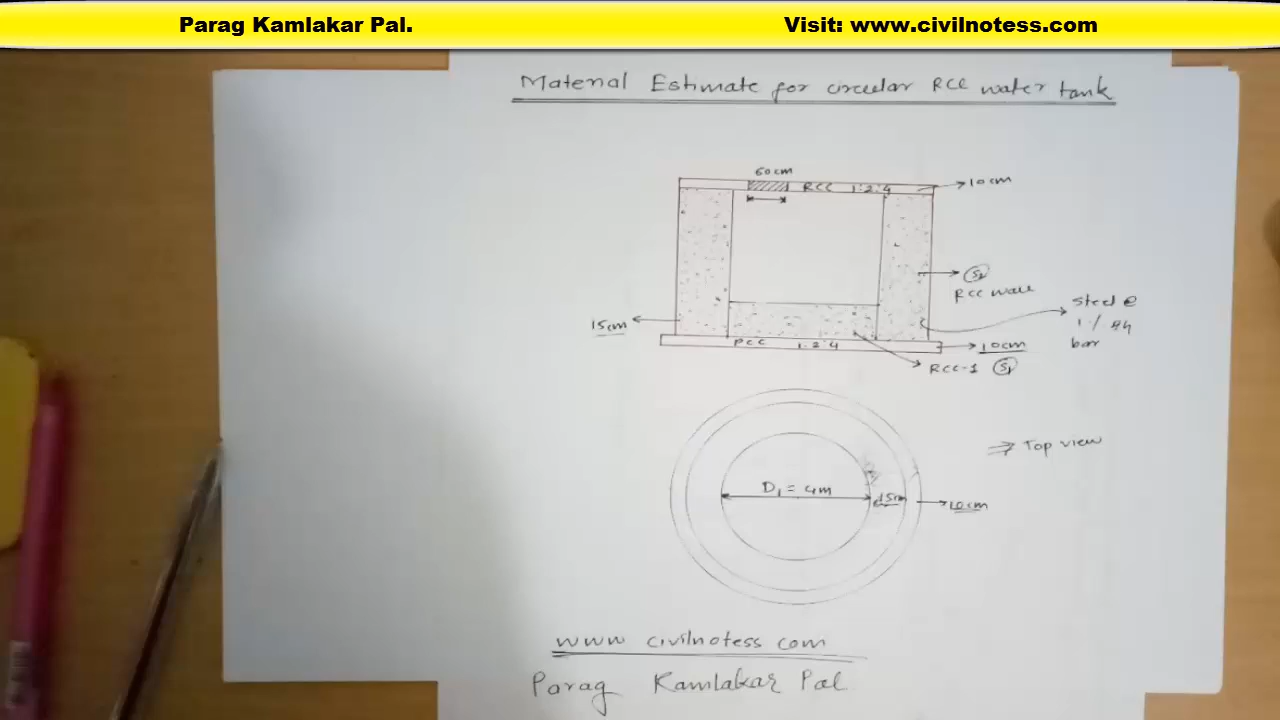 Parag Kamlakar Pal.
Visit: www.civilnotess.com
Material Estimate for circular RCC water tank
60cm
RCC 1:2:4
10cm
S2
RCC wall
Steel @
1%
bar
15cm
PCC 1:2:4
10cm
RCC-1 S1
Top view
D1 = 4m
15cm
10cm
www civilnotess com
Parag Kamlakar Pal